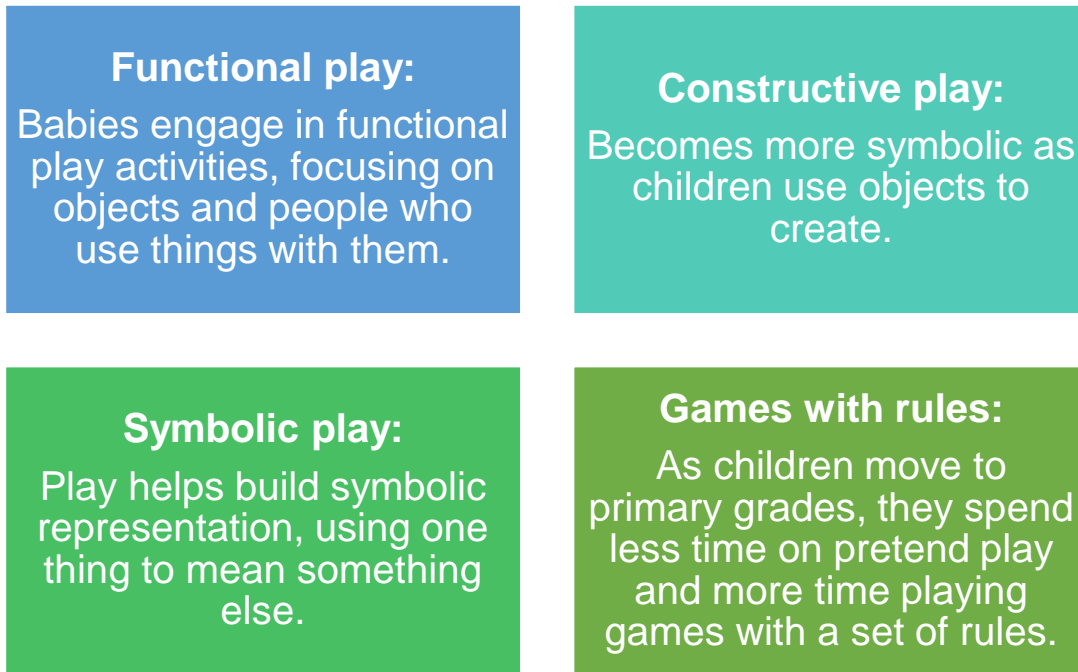 Functional play:
Babies engage in functional
play activities, focusing on
objects and people who
use things with them.
Constructive play:
Becomes more symbolic as
children use objects to
create.
Symbolic play:
Play helps build symbolic
representation, using one
thing to mean something
else.
Games with rules:
As children move to
primary grades, they spend
less time on pretend play
and more time playing
games with a set of rules.